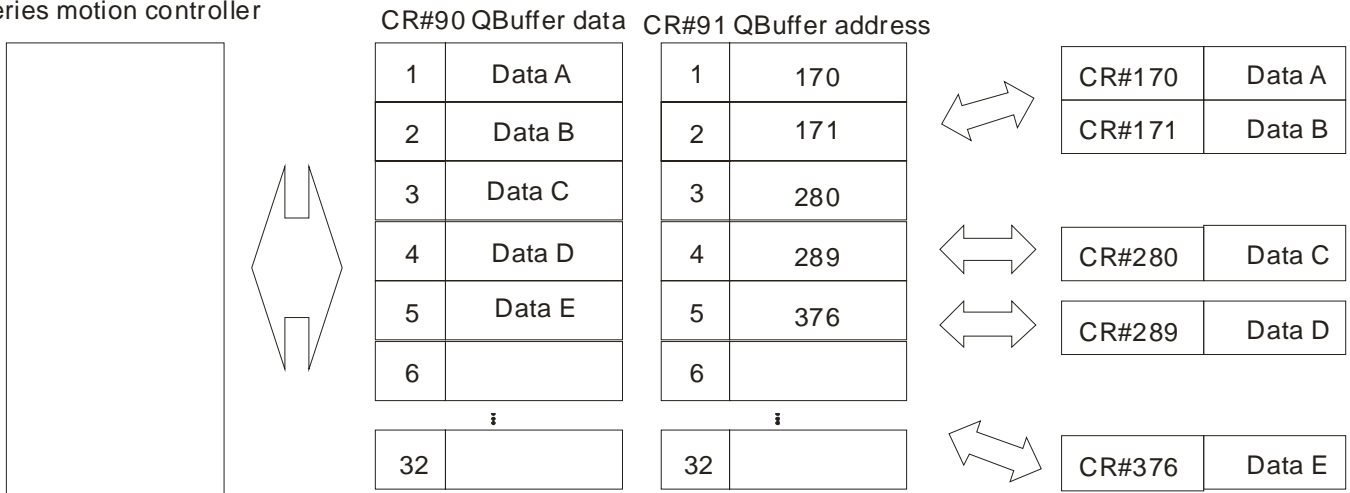 eries motion controller
CR#90 QBuffer data CR#91 QBuffer address
1 Data A 1 170 CR#170 Data A
2 Data B 2 171 CR#171 Data B
3 Data C 3 280
4 Data D 4 289 CR#280 Data C
5 Data E 5 376 CR#289 Data D
6 6
32 32 CR#376 Data E